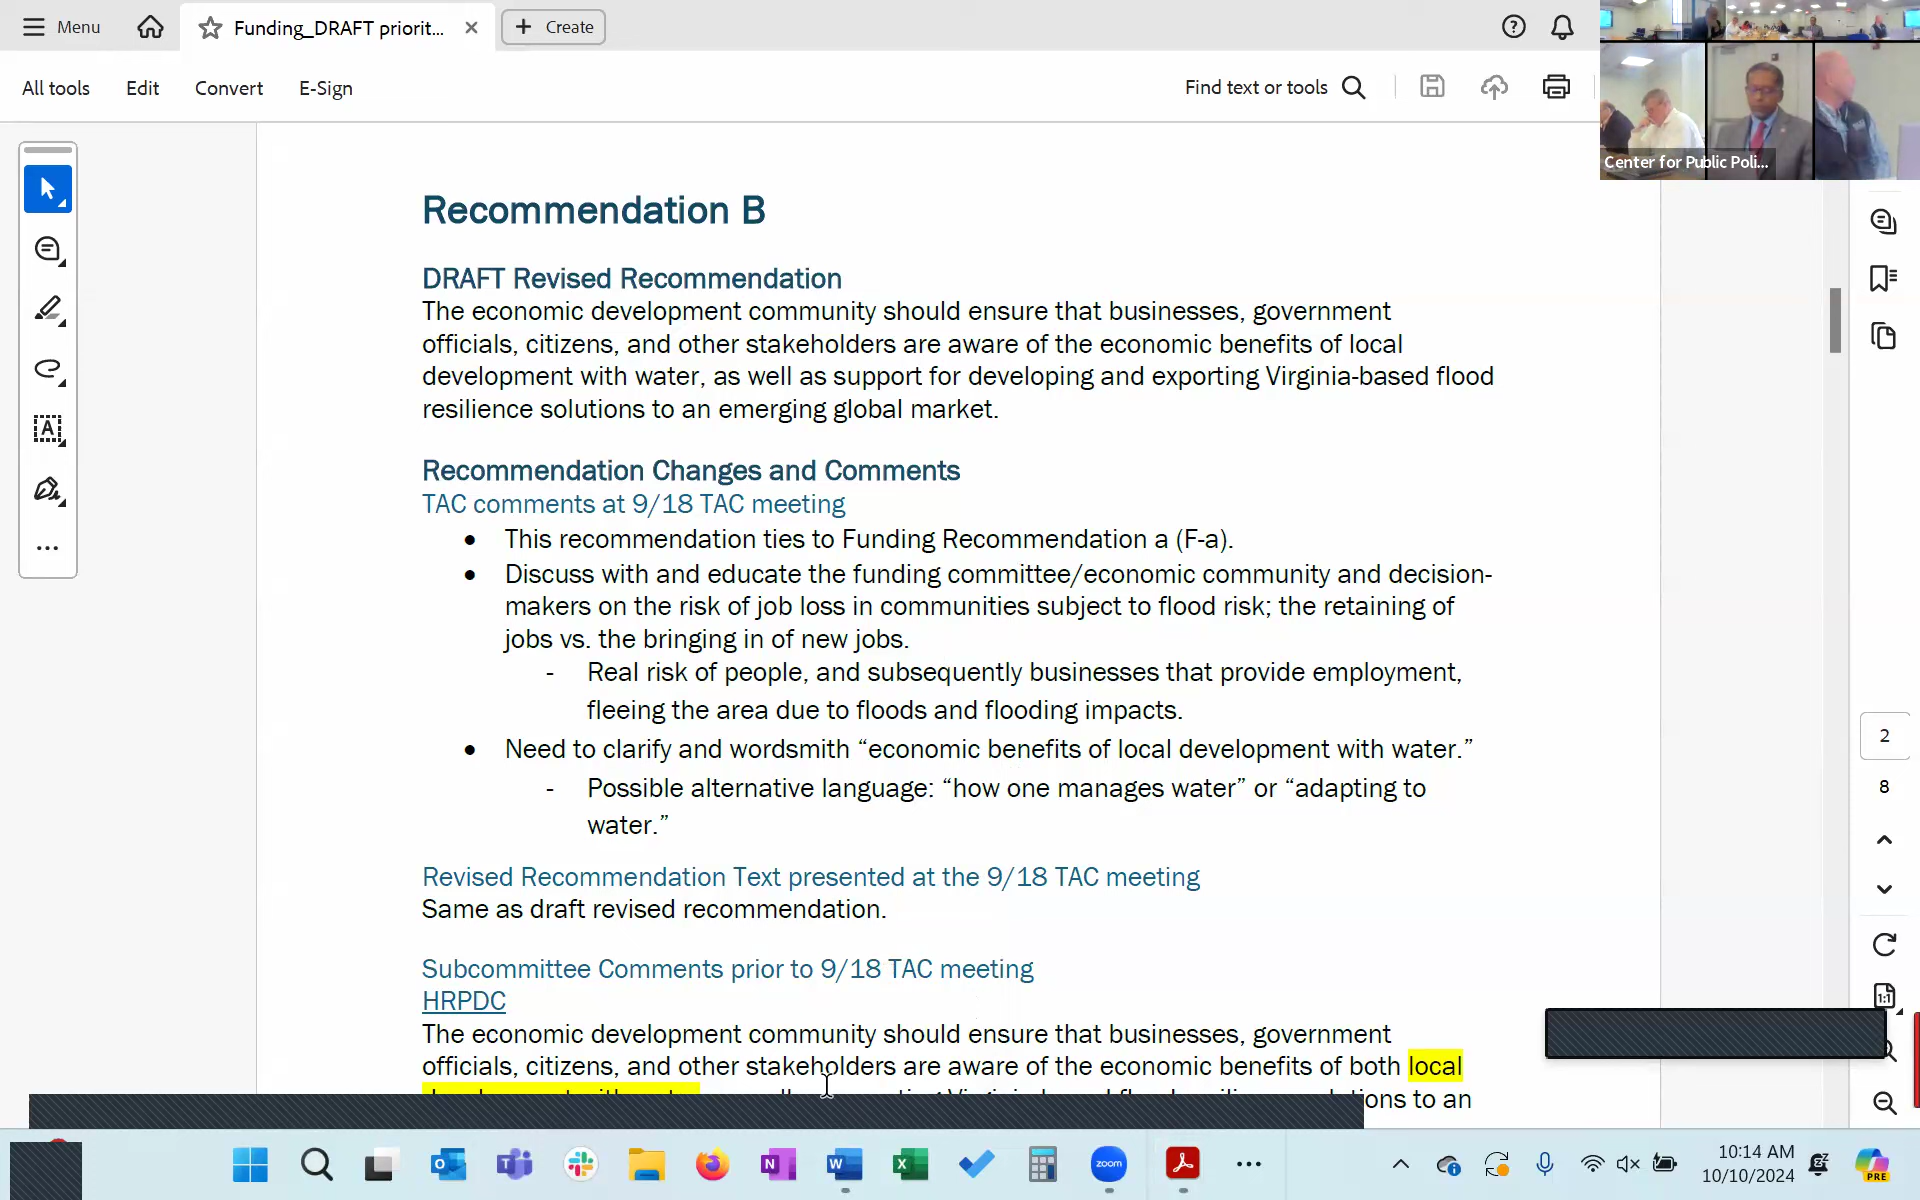 Menu
Funding_DRAFT priorit...
Create
All tools
Edit
Convert
E-Sign
Find text or tools
Center for Public Poli...
Recommendation B
DRAFT Revised Recommendation
The economic development community should ensure that businesses, government
officials, citizens, and other stakeholders are aware of the economic benefits of local
development with water, as well as support for developing and exporting Virginia-based flood
resilience solutions to an emerging global market.
Recommendation Changes and Comments
TAC comments at 9/18 TAC meeting
• This recommendation ties to Funding Recommendation a (F-a).
• Discuss with and educate the funding committee/economic community and decision-
makers on the risk of job loss in communities subject to flood risk; the retaining of
jobs vs. the bringing in of new jobs.
- Real risk of people, and subsequently businesses that provide employment,
fleeing the area due to floods and flooding impacts.
• Need to clarify and wordsmith “economic benefits of local development with water.”
- Possible alternative language: “how one manages water” or “adapting to
water.”
Revised Recommendation Text presented at the 9/18 TAC meeting
Same as draft revised recommendation.
Subcommittee Comments prior to 9/18 TAC meeting
HRPDC
The economic development community should ensure that businesses, government
officials, citizens, and other stakeholders are aware of the economic benefits of both local
to an
2
8
1:1
zoom
10:14 AM
10/10/2024
PRE